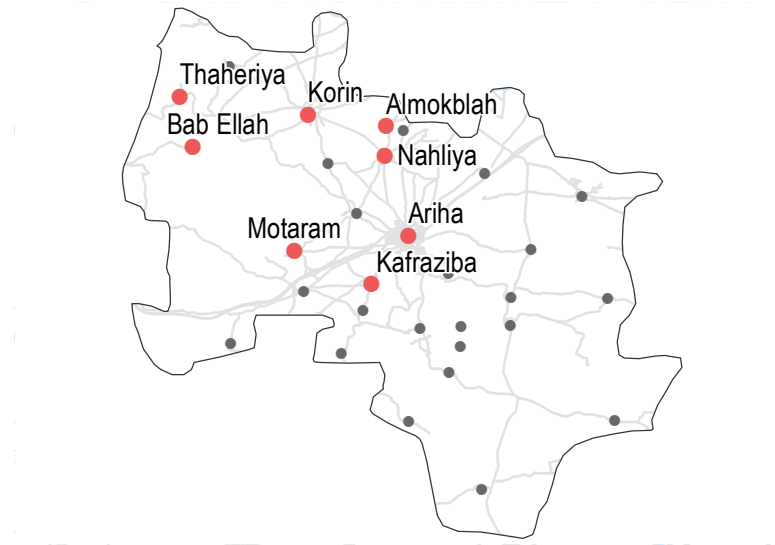 Thaheriya
Korin
Almokblah
Bab Ellah
Nahliya
Ariha
Motaram
Kafraziba